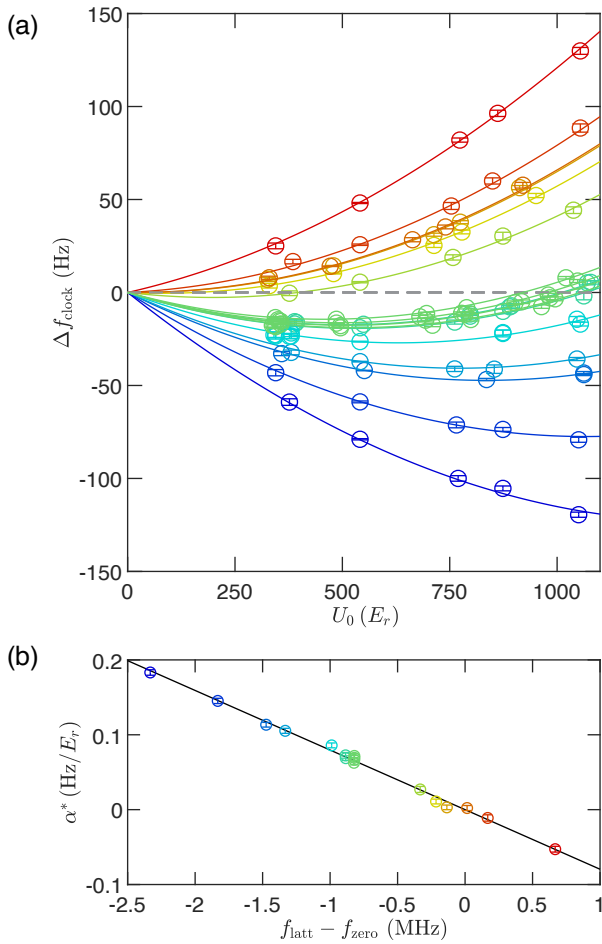 (a)
150
100
50
0
-50
-100
-150
Δf_clock (Hz)
0 250 500 750 1000
U_0 (E_r)
(b)
0.2
0.1
0
-0.1
α* (Hz/E_r)
-2.5 -2 -1.5 -1 -0.5 0 0.5 1
f_latt − f_zero (MHz)